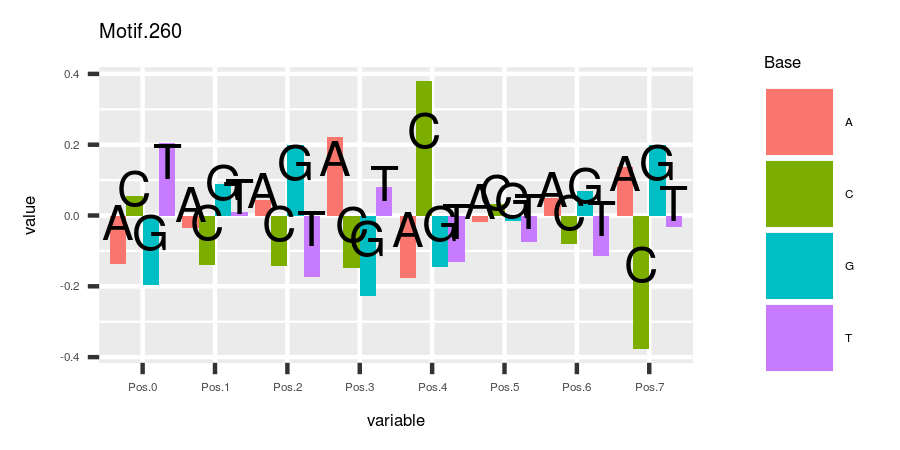 Motif.260
value
0.4
0.2
0.0
-0.2
-0.4
A C G T A C G T A C G T A C G T A C G T A C G T A C G T A C G T
Pos.0 Pos.1 Pos.2 Pos.3 Pos.4 Pos.5 Pos.6 Pos.7
variable
Base
A
C
G
T